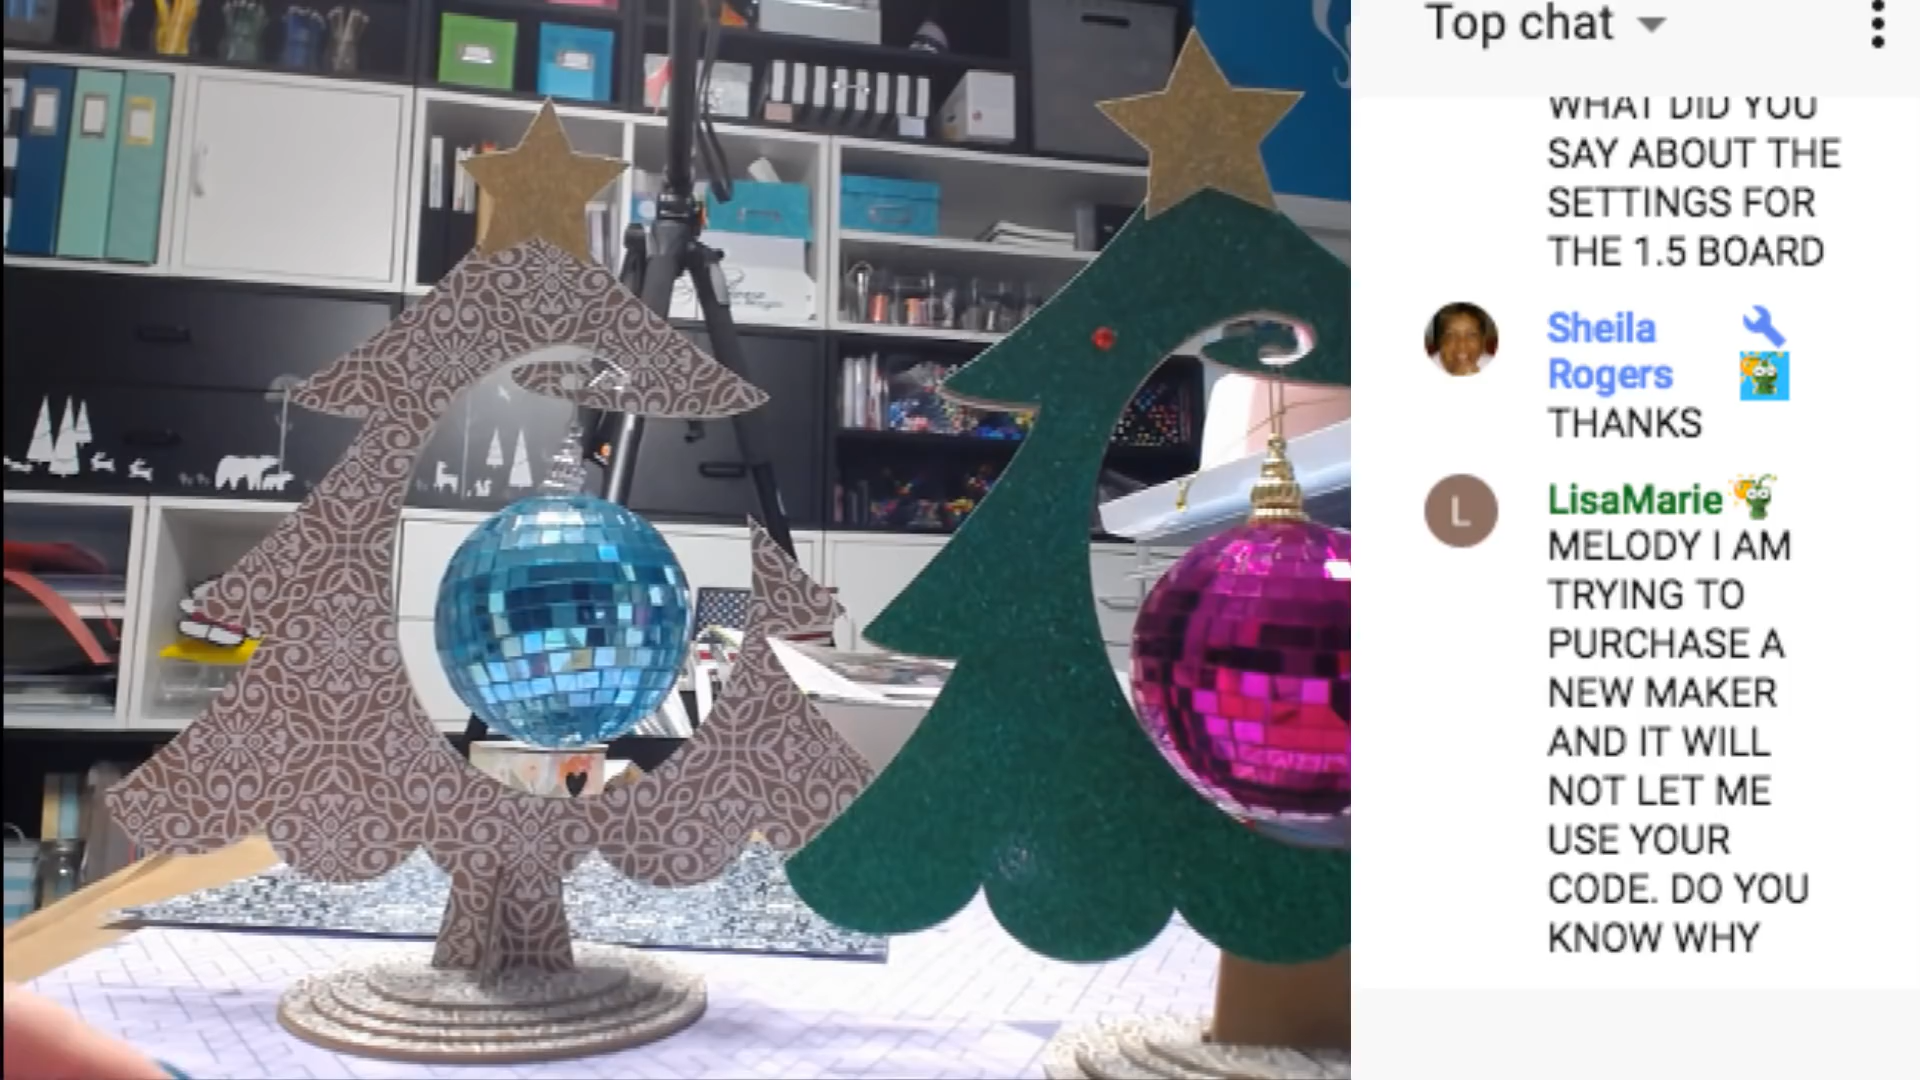 Top chat
WHAT DID YOU
SAY ABOUT THE
SETTINGS FOR
THE 1.5 BOARD
Sheila
Rogers
THANKS
L
LisaMarie
MELODY I AM
TRYING TO
PURCHASE A
NEW MAKER
AND IT WILL
NOT LET ME
USE YOUR
CODE. DO YOU
KNOW WHY